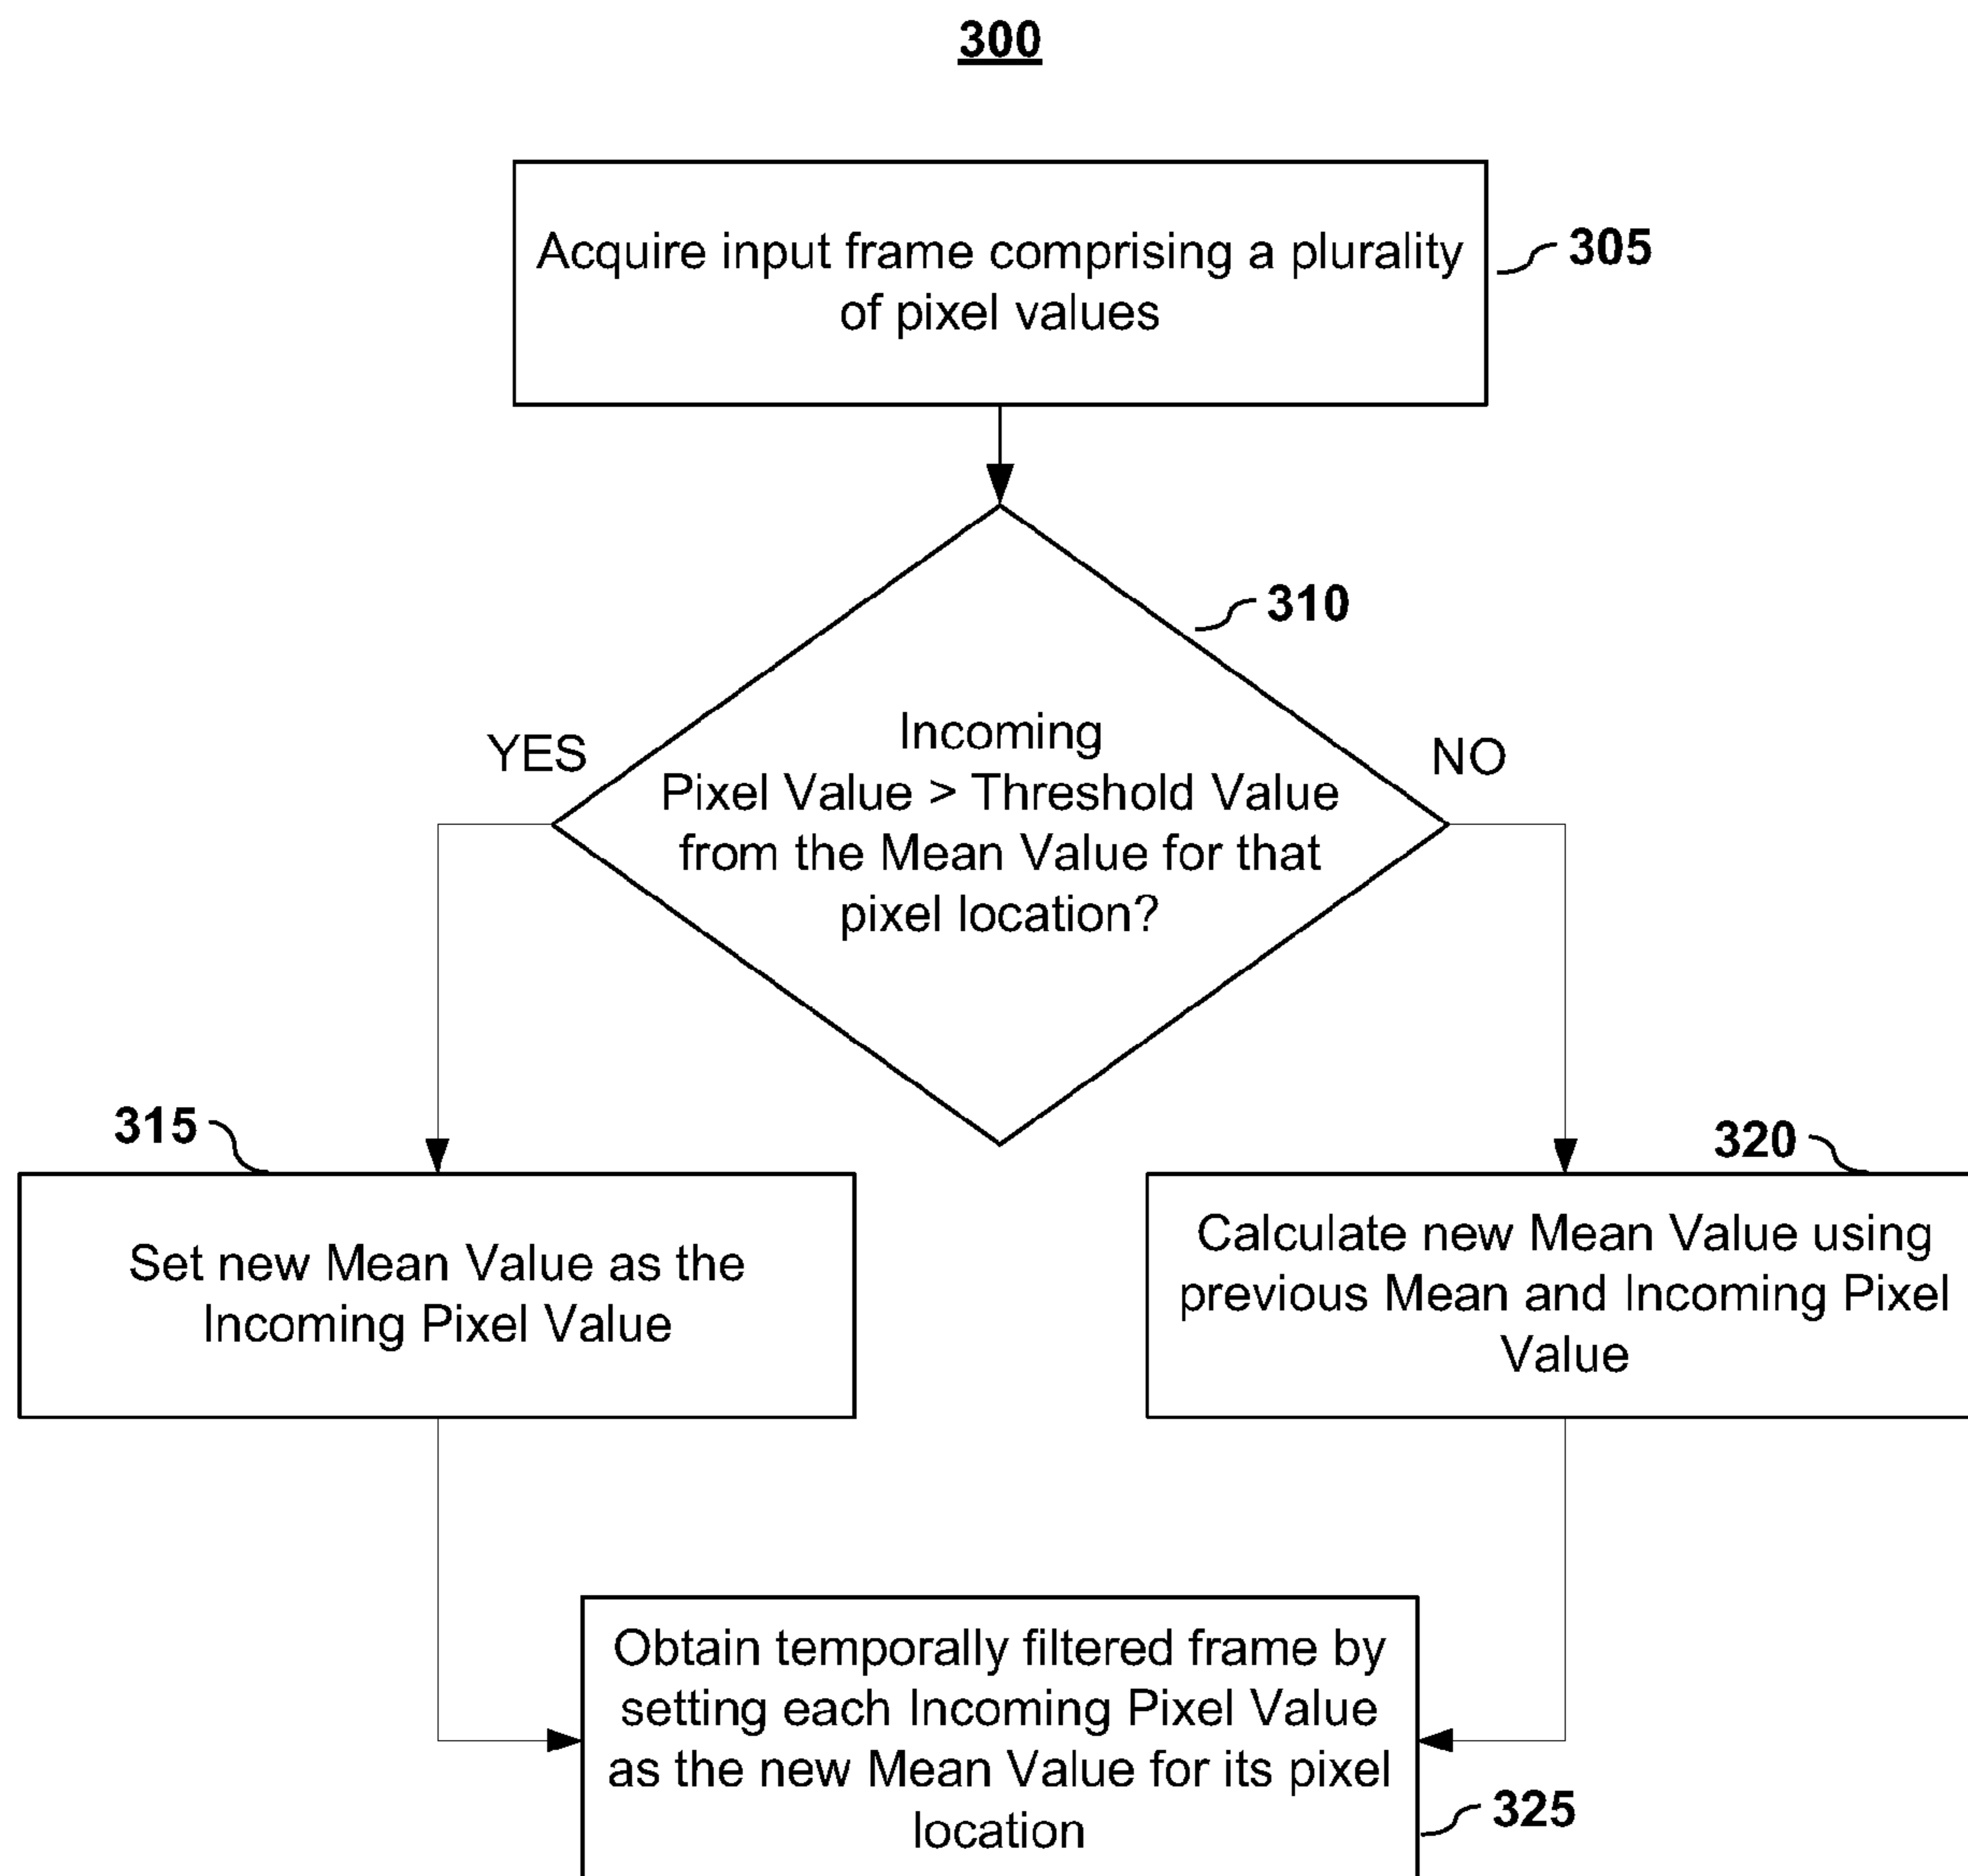 300
Acquire input frame comprising a plurality
of pixel values
305
310
Incoming
Pixel Value > Threshold Value
from the Mean Value for that
pixel location?
YES
NO
315
Set new Mean Value as the
Incoming Pixel Value
320
Calculate new Mean Value using
previous Mean and Incoming Pixel
Value
Obtain temporally filtered frame by
setting each Incoming Pixel Value
as the new Mean Value for its pixel
location
325